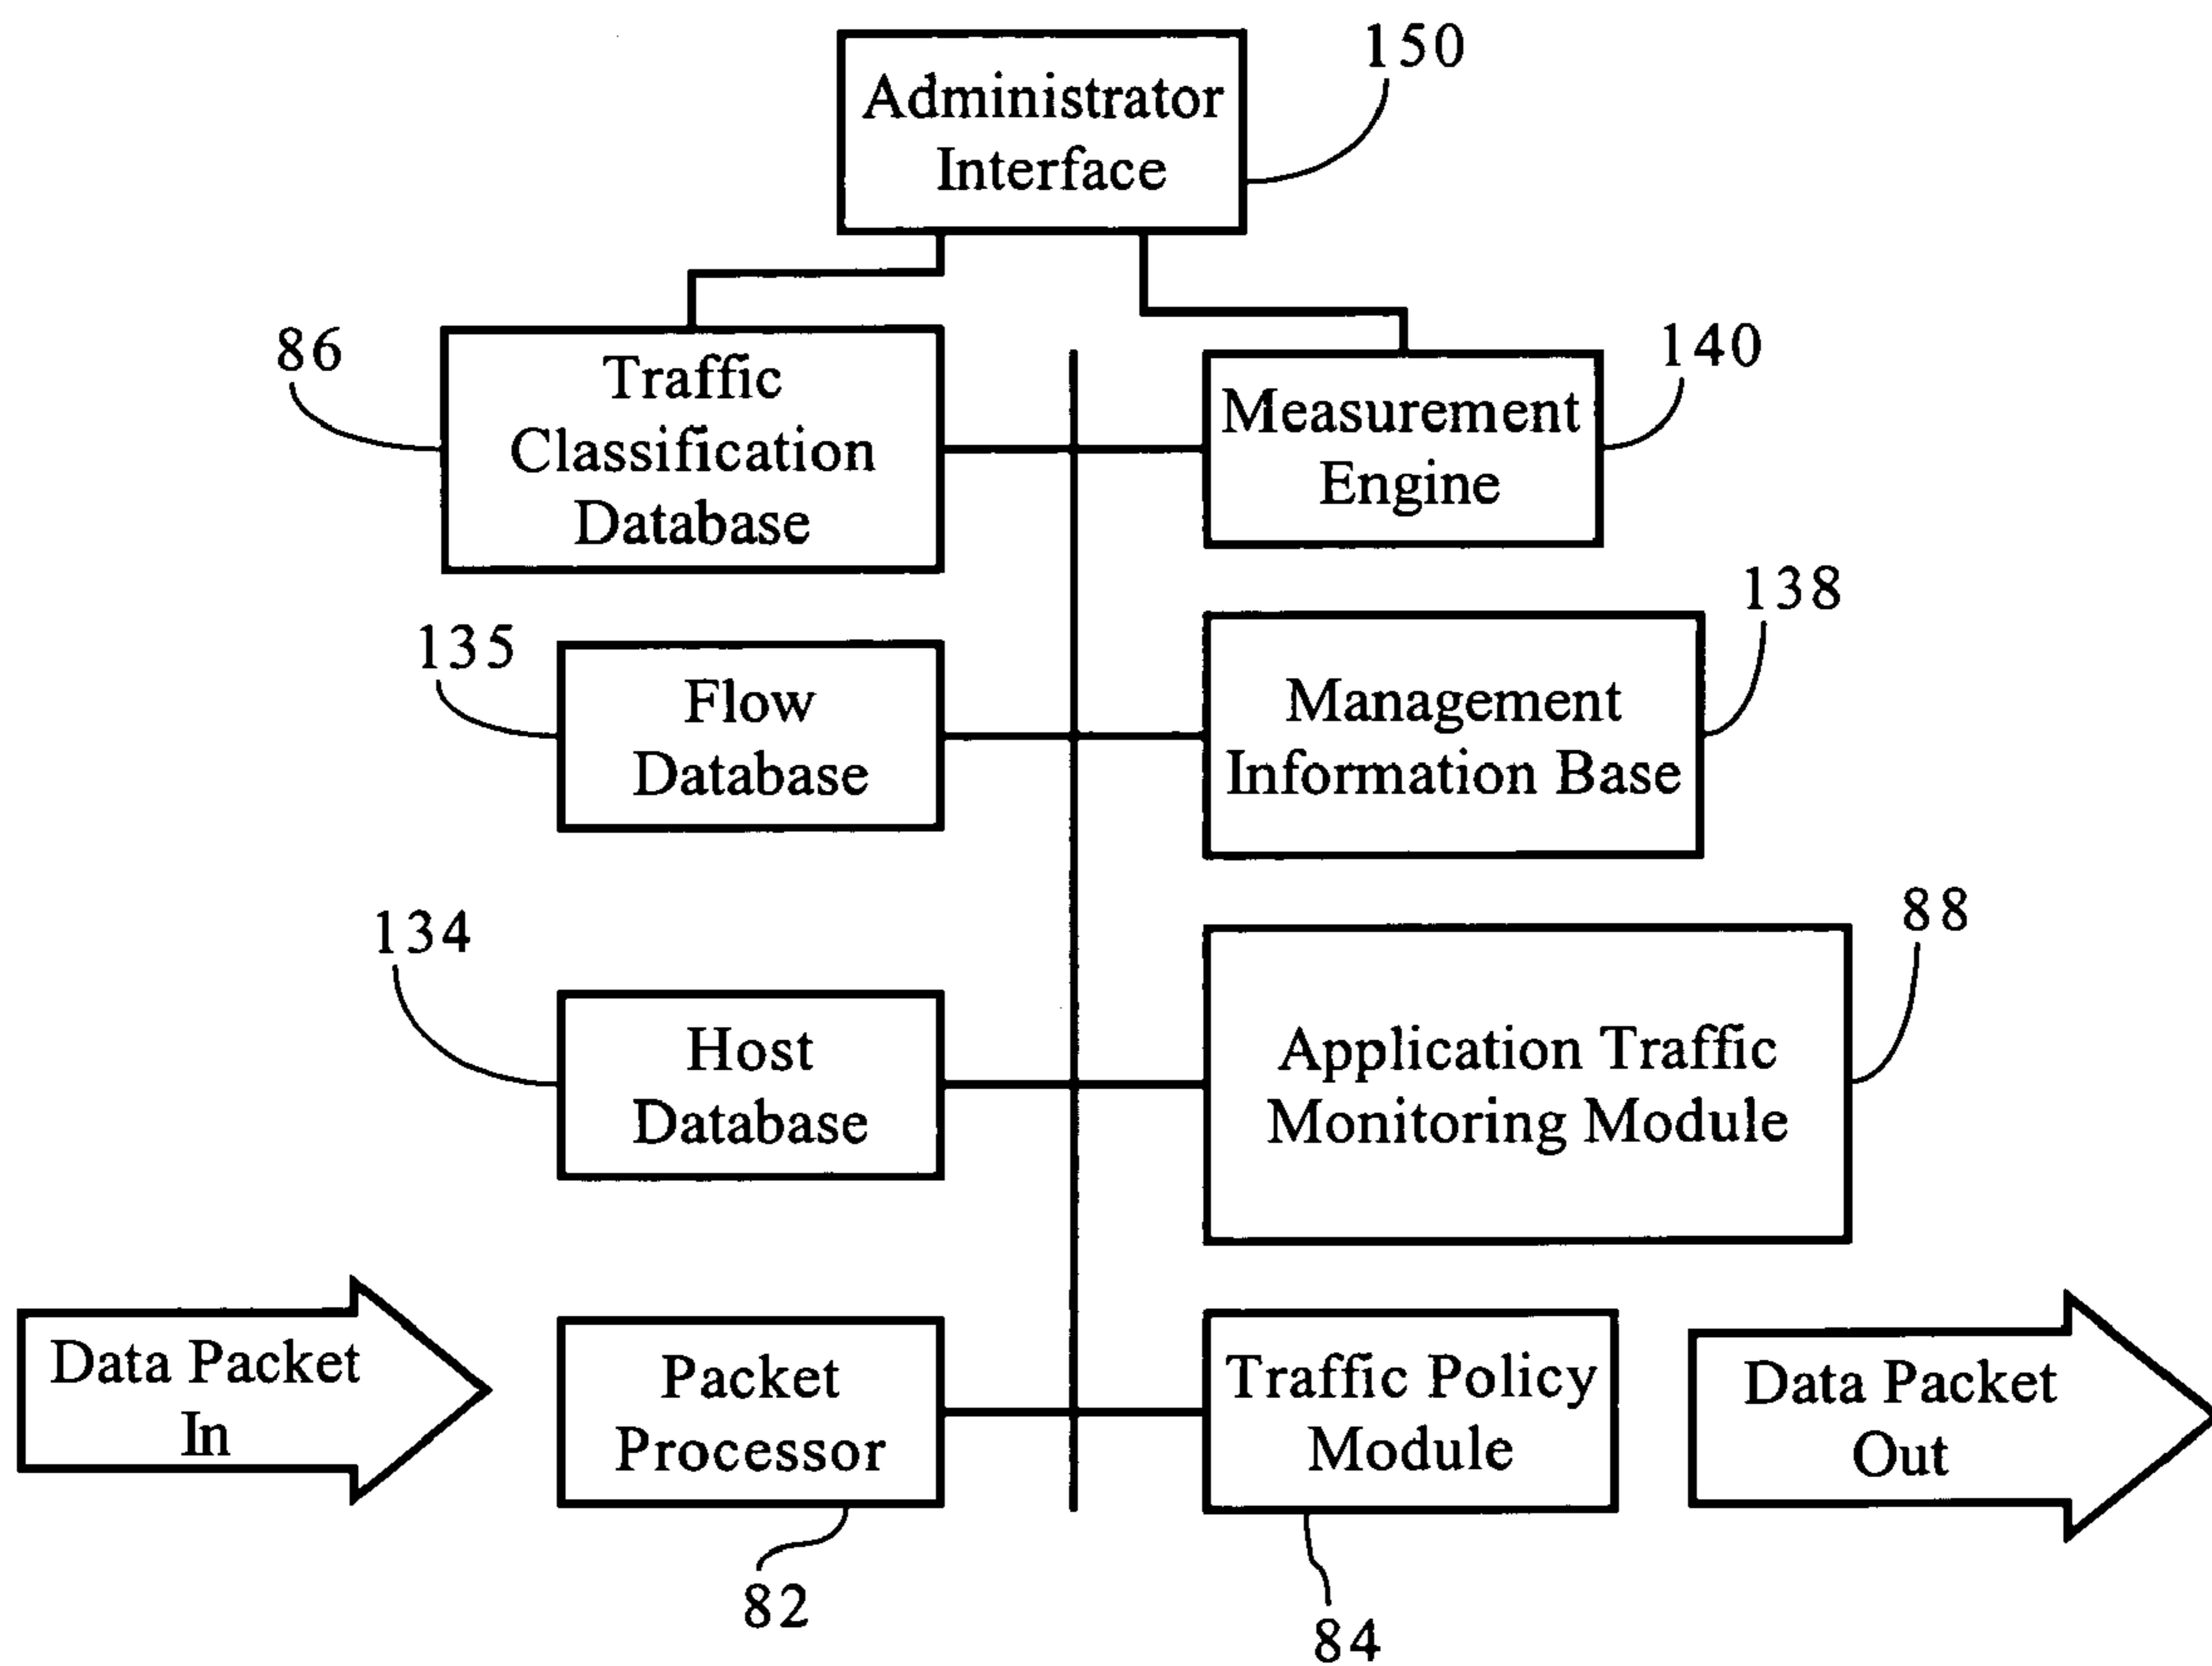 150
Administrator
Interface
86
Traffic
Classification
Database
140
Measurement
Engine
135
Flow
Database
138
Management
Information Base
134
Host
Database
88
Application Traffic
Monitoring Module
Data Packet
In
Packet
Processor
82
Traffic Policy
Module
84
Data Packet
Out